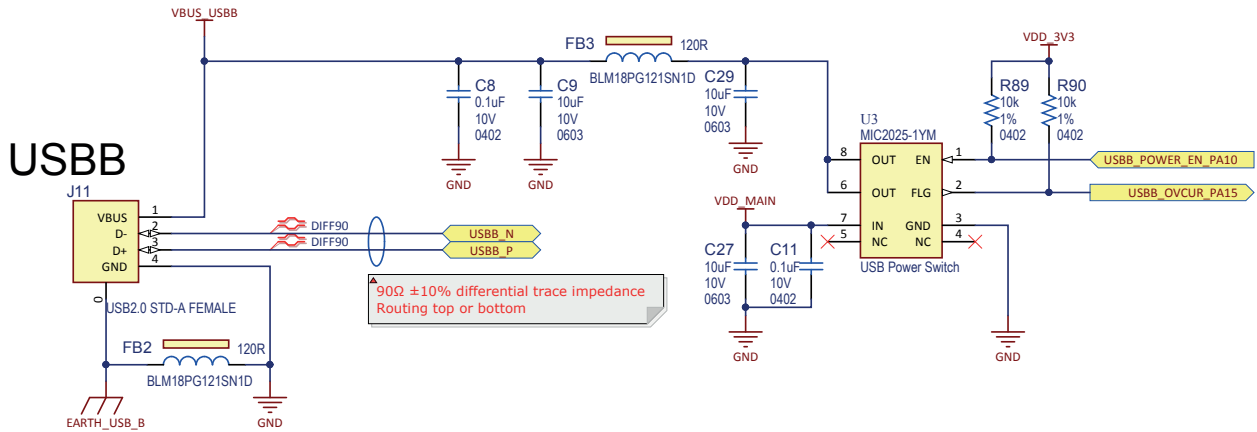 VBUS_USBB
FB3
120R
BLM18PG121SN1D
C8
0.1uF
10V
0402
GND
C9
10uF
10V
0603
GND
C29
10uF
10V
0603
GND
VDD_3V3
R89
10k
1%
0402
R90
10k
1%
0402
U3
MIC2025-1YM
8
OUT
EN
1
USBB_POWER_EN_PA10
6
OUT
FLG
2
USBB_OVCUR_PA15
7
IN
GND
3
5
NC
NC
4
USB Power Switch
VDD_MAIN
C27
10uF
10V
0603
C11
0.1uF
10V
0402
GND
GND
USBB
J11
VBUS
1
D-
2
DIFF90
USBB_N
D+
3
DIFF90
USBB_P
GND
4
0
USB2.0 STD-A FEMALE
90Ω ±10% differential trace impedance
Routing top or bottom
FB2
120R
BLM18PG121SN1D
EARTH_USB_B
GND